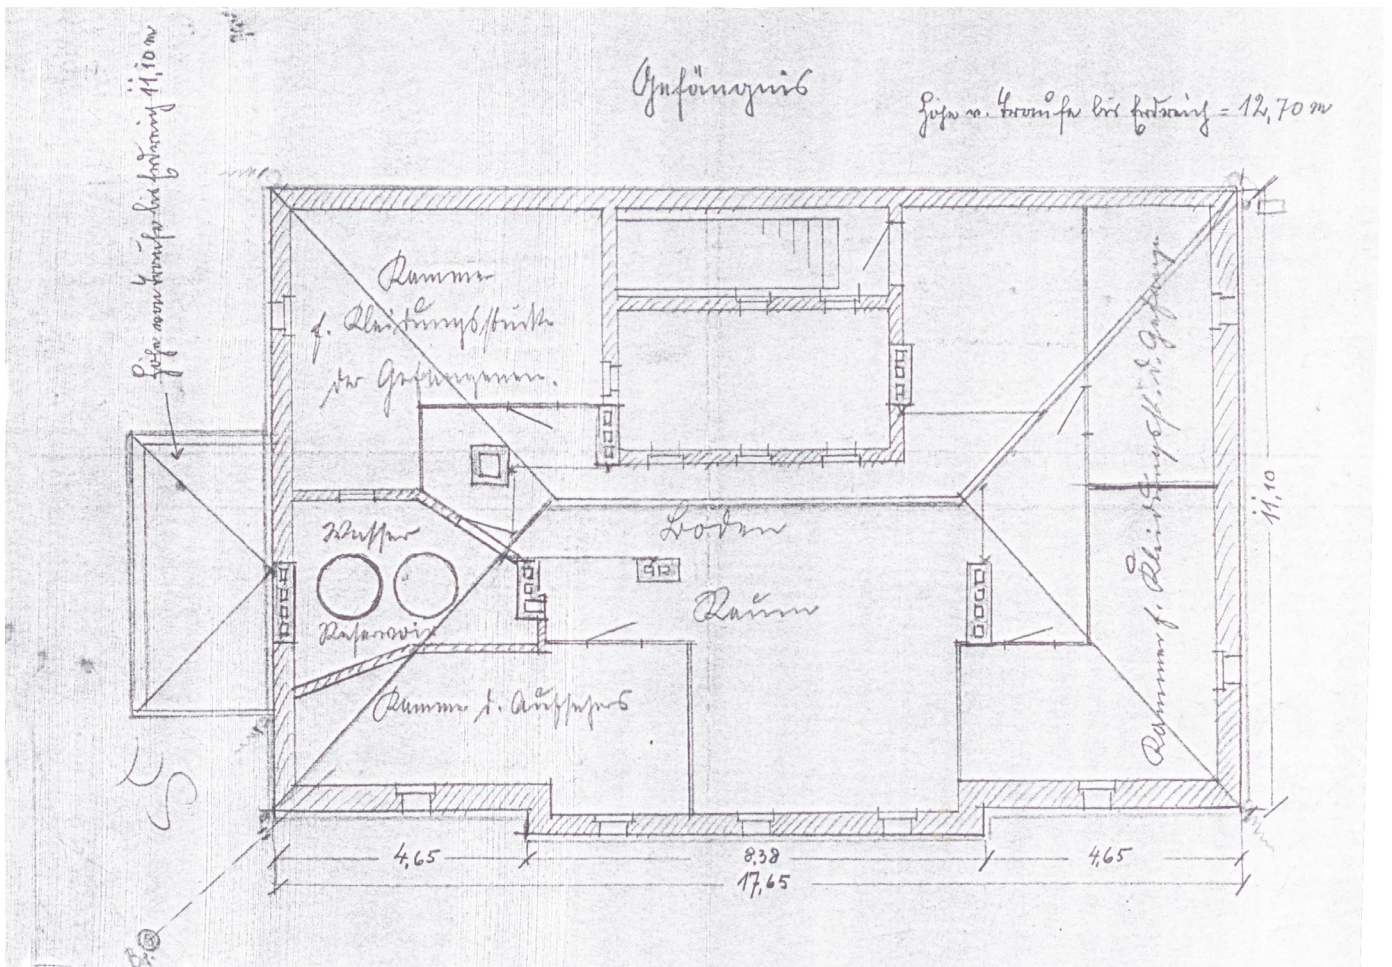 Gefängnis
Höhe v. Traufe bis Erdreich = 12,70 m
Höhe von Traufe bis Erdreich 11,10 m
Kammer
f. Kleidungsstücke
der Gefangenen.
Wasser
Reservoir
Boden
Raum
Kammer d. Aufsehers
Kammer f. Kleidungsst. d. Gefang.
11,10
4,65
8,38
4,65
17,65